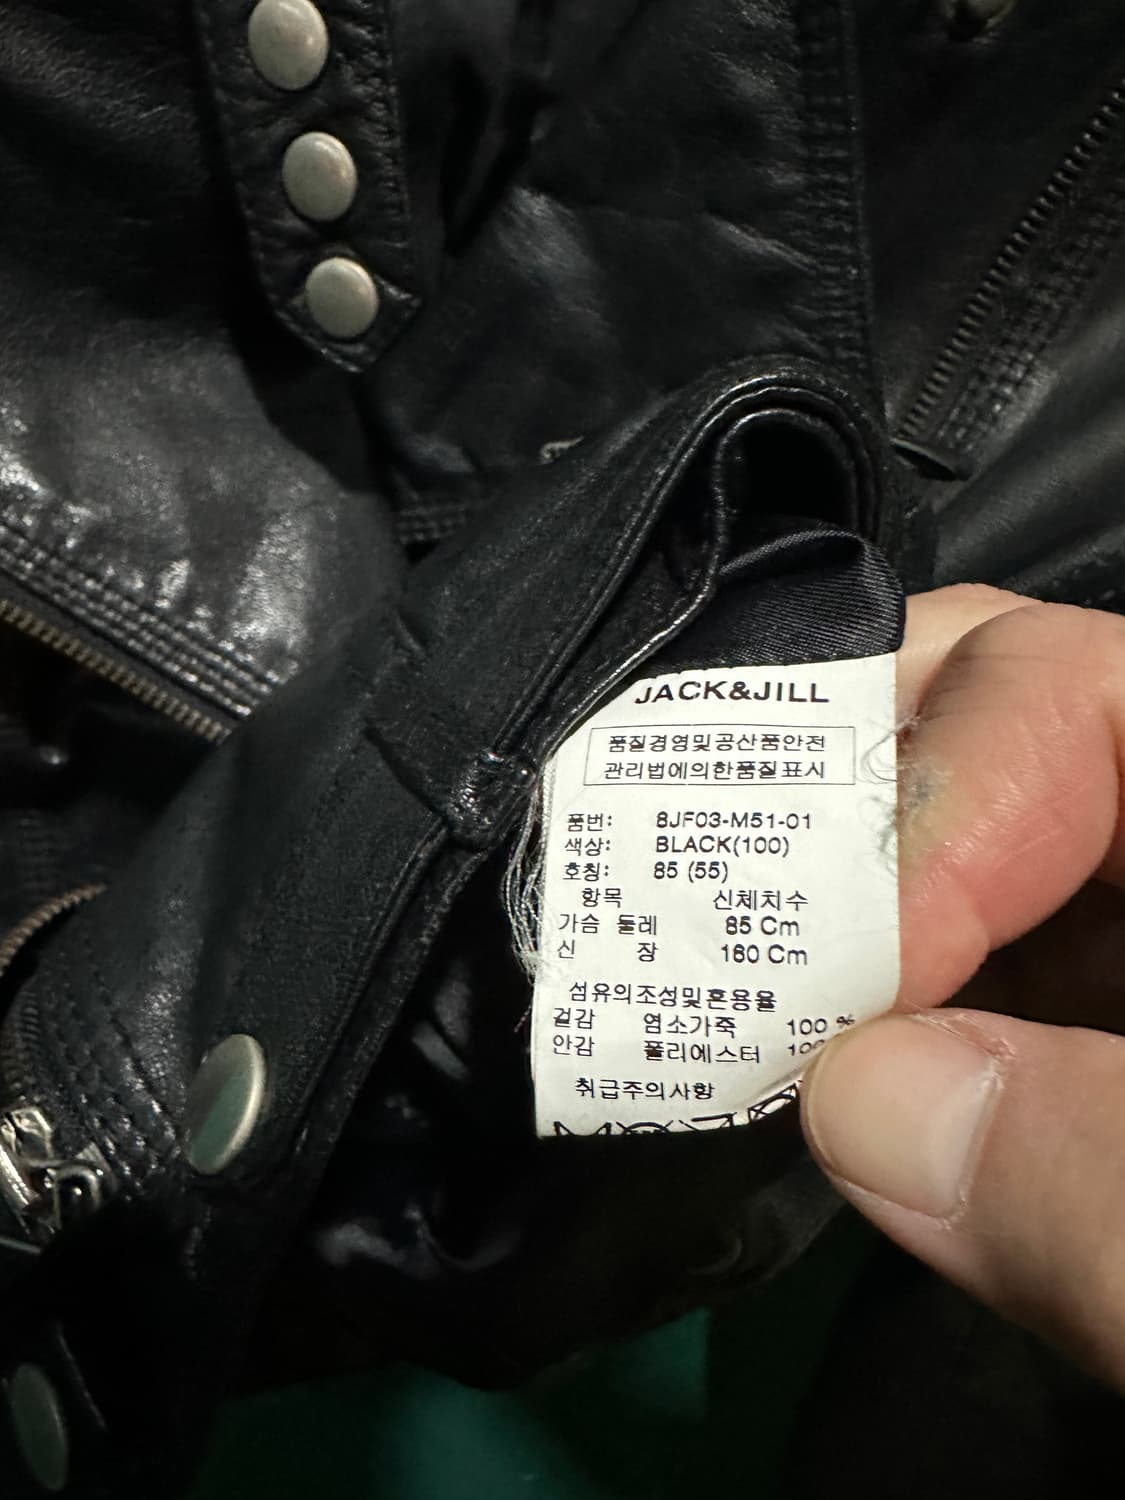 JACK&JILL
품질경영및공산품안전
관리법에의한품질표시
품번: 8JF03-M51-01
색상: BLACK(100)
호칭: 85 (55)
항목 신체치수
가슴 둘레 85 Cm
신 장 160 Cm
섬유의조성및혼용율
겉감 염소가죽 100 %
안감 폴리에스터
취급주의사항